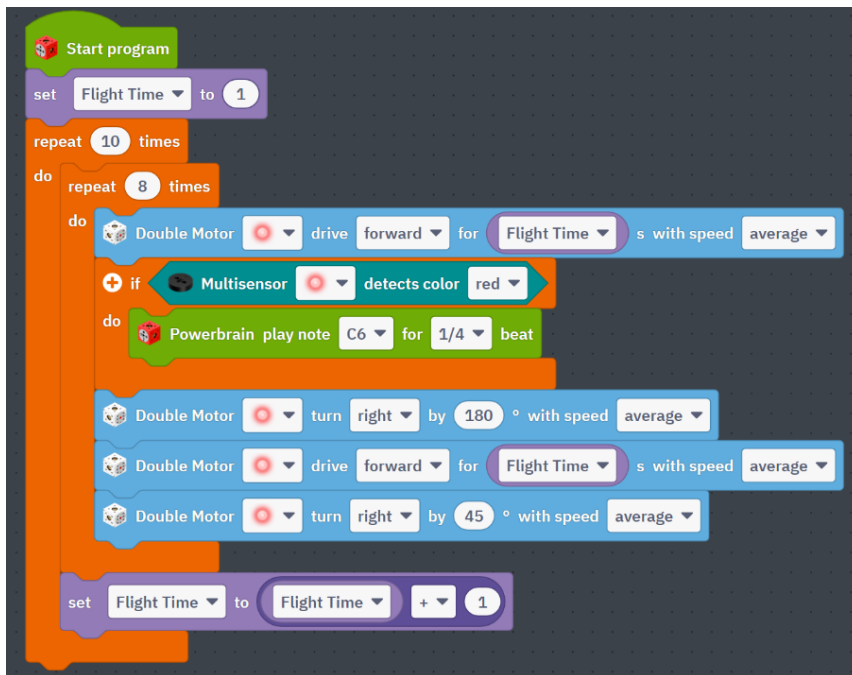 Start program
set Flight Time to 1
repeat 10 times
do repeat 8 times
do Double Motor drive forward for Flight Time s with speed average
if Multisensor detects color red
do Powerbrain play note C6 for 1/4 beat
Double Motor turn right by 180 ° with speed average
Double Motor drive forward for Flight Time s with speed average
Double Motor turn right by 45 ° with speed average
set Flight Time to Flight Time + 1